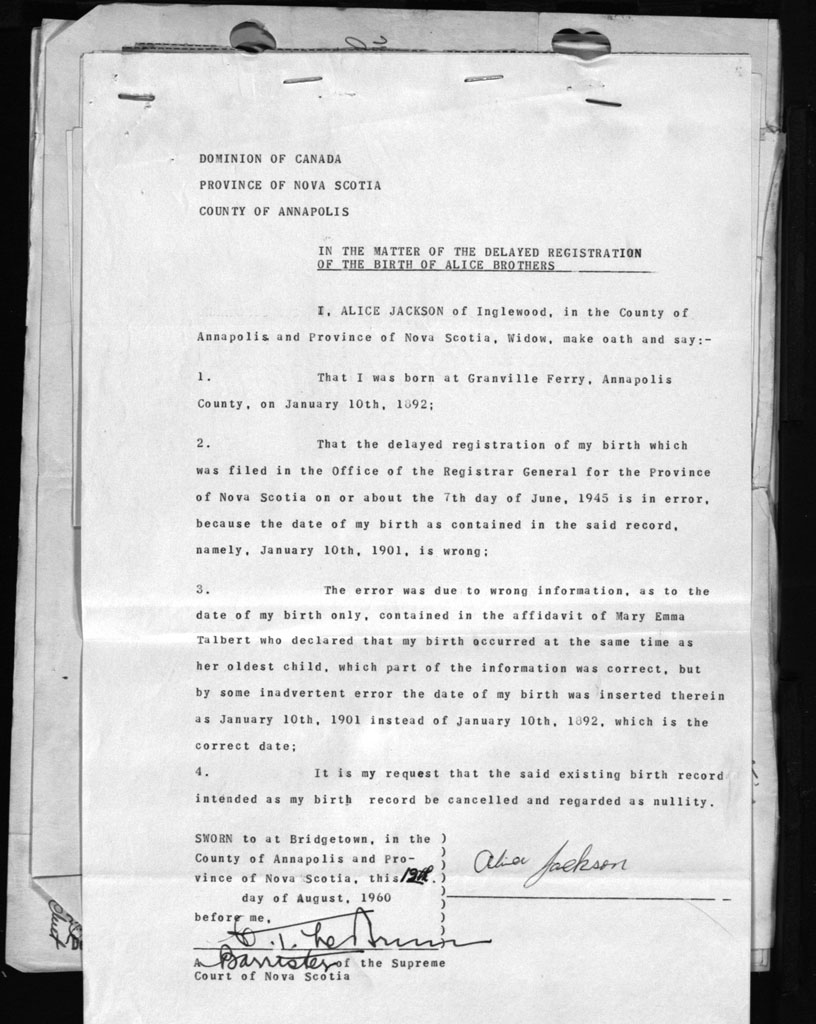 DOMINION OF CANADA
PROVINCE OF NOVA SCOTIA
COUNTY OF ANNAPOLIS
IN THE MATTER OF THE DELAYED REGISTRATION
OF THE BIRTH OF ALICE BROTHERS
I, ALICE JACKSON of Inglewood, in the County of
Annapolis and Province of Nova Scotia, Widow, make oath and say:-
1. That I was born at Granville Ferry, Annapolis
County, on January 10th, 1892;
2. That the delayed registration of my birth which
was filed in the Office of the Registrar General for the Province
of Nova Scotia on or about the 7th day of June, 1945 is in error,
because the date of my birth as contained in the said record,
namely, January 10th, 1901, is wrong;
3. The error was due to wrong information, as to the
date of my birth only, contained in the affidavit of Mary Emma
Talbert who declared that my birth occurred at the same time as
her oldest child, which part of the information was correct, but
by some inadvertent error the date of my birth was inserted therein
as January 10th, 1901 instead of January 10th, 1892, which is the
correct date;
4. It is my request that the said existing birth record
intended as my birth record be cancelled and regarded as nullity.
SWORN to at Bridgetown, in the )
County of Annapolis and Pro- )
vince of Nova Scotia, this 19th )
day of August, 1960 )
before me, )
Alice Jackson
A Barrister of the Supreme
Court of Nova Scotia